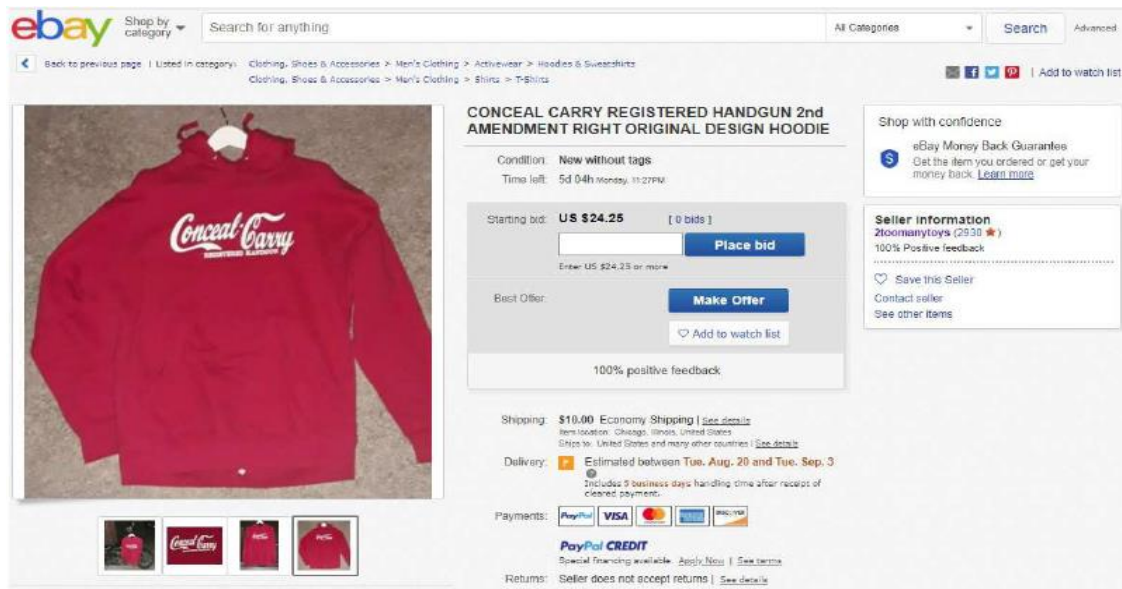 ebay
Shop by category
Search for anything
All Categories
Search
Advanced
Back to previous page | Listed in category:
Clothing, Shoes & Accessories > Men's Clothing > Activewear > Hoodies & Sweatshirts
Clothing, Shoes & Accessories > Men's Clothing > Shirts > T-Shirts
| Add to watch list
CONCEAL CARRY REGISTERED HANDGUN 2nd
AMENDMENT RIGHT ORIGINAL DESIGN HOODIE
Condition: New without tags
Time left: 5d 04h Monday, 11:27PM
Starting bid: US $24.25 [ 0 bids ]
Place bid
Enter US $24.25 or more
Best Offer:
Make Offer
Add to watch list
100% positive feedback
Shipping: $10.00 Economy Shipping | See details
Item location: Chicago, Illinois, United States
Ships to: United States and many other countries | See details
Delivery: Estimated between Tue. Aug. 20 and Tue. Sep. 3
Includes 5 business days handling time after receipt of
cleared payment.
Payments: PayPal VISA MasterCard DISCOVER
PayPal CREDIT
Special financing available. Apply Now | See terms
Returns: Seller does not accept returns | See details
Shop with confidence
eBay Money Back Guarantee
Get the item you ordered or get your
money back. Learn more
Seller information
2toomanytoys (2930)
100% Positive feedback
Save this Seller
Contact seller
See other items
Conceal Carry
REGISTERED HANDGUN
Conceal Carry